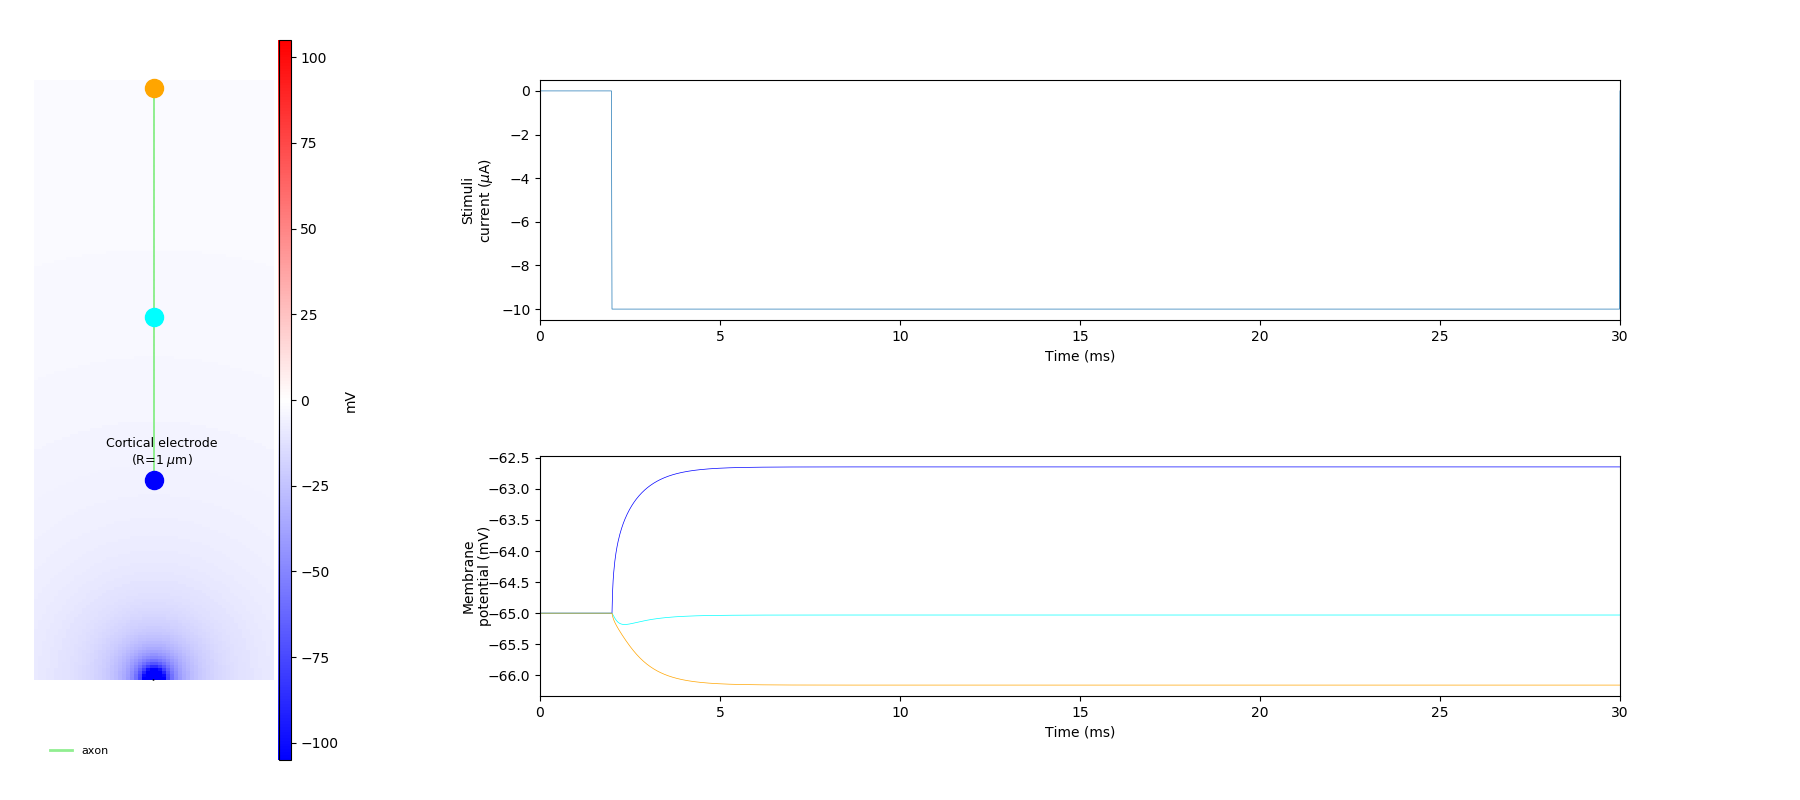 100
75
50
25
0
−25
−50
−75
−100
mV
Cortical electrode
(R=1 μm)
axon
0
−2
−4
−6
−8
−10
Stimuli
current (μA)
0 5 10 15 20 25 30
Time (ms)
−62.5
−63.0
−63.5
−64.0
−64.5
−65.0
−65.5
−66.0
Membrane
potential (mV)
0 5 10 15 20 25 30
Time (ms)